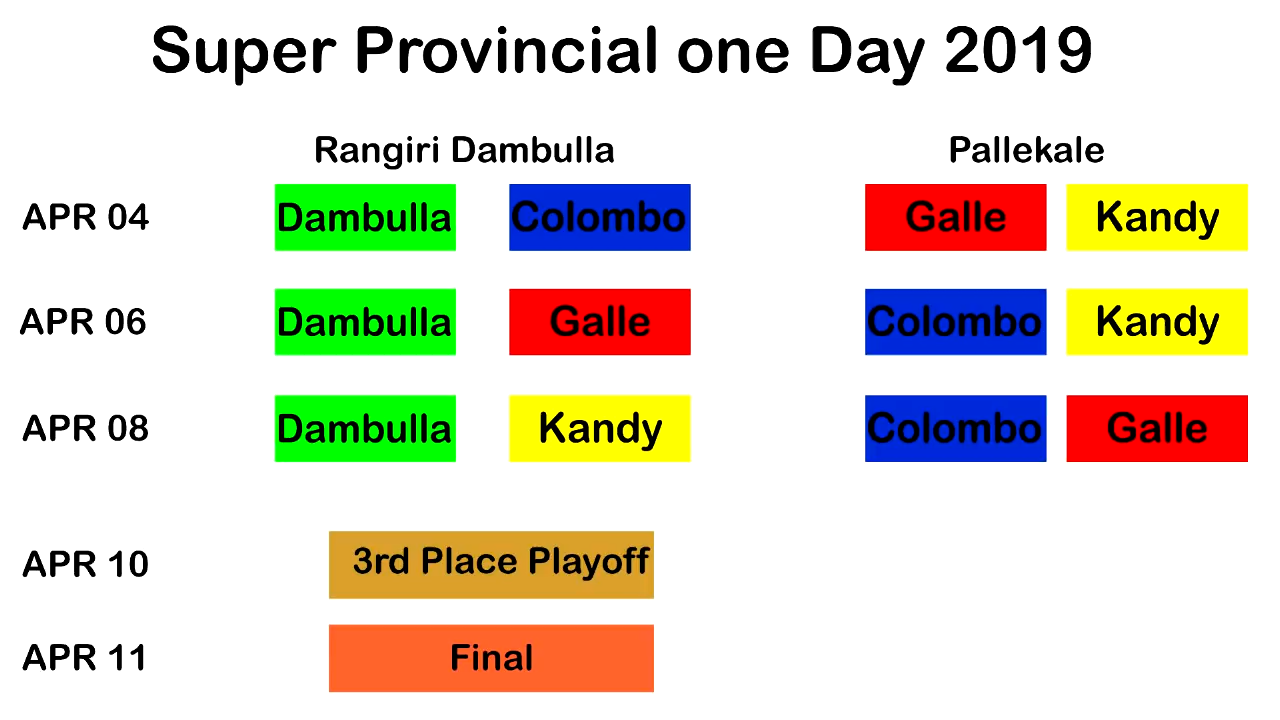 Super Provincial one Day 2019
Rangiri Dambulla Pallekale
APR 04 Dambulla Colombo Galle Kandy
APR 06 Dambulla Galle Colombo Kandy
APR 08 Dambulla Kandy Colombo Galle
APR 10 3rd Place Playoff
APR 11 Final